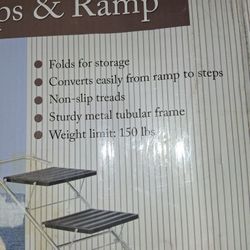 ps & Ramp
Folds for storage
Converts easily from ramp to steps
Non-slip treads
Sturdy metal tubular frame
Weight limit: 150 lbs